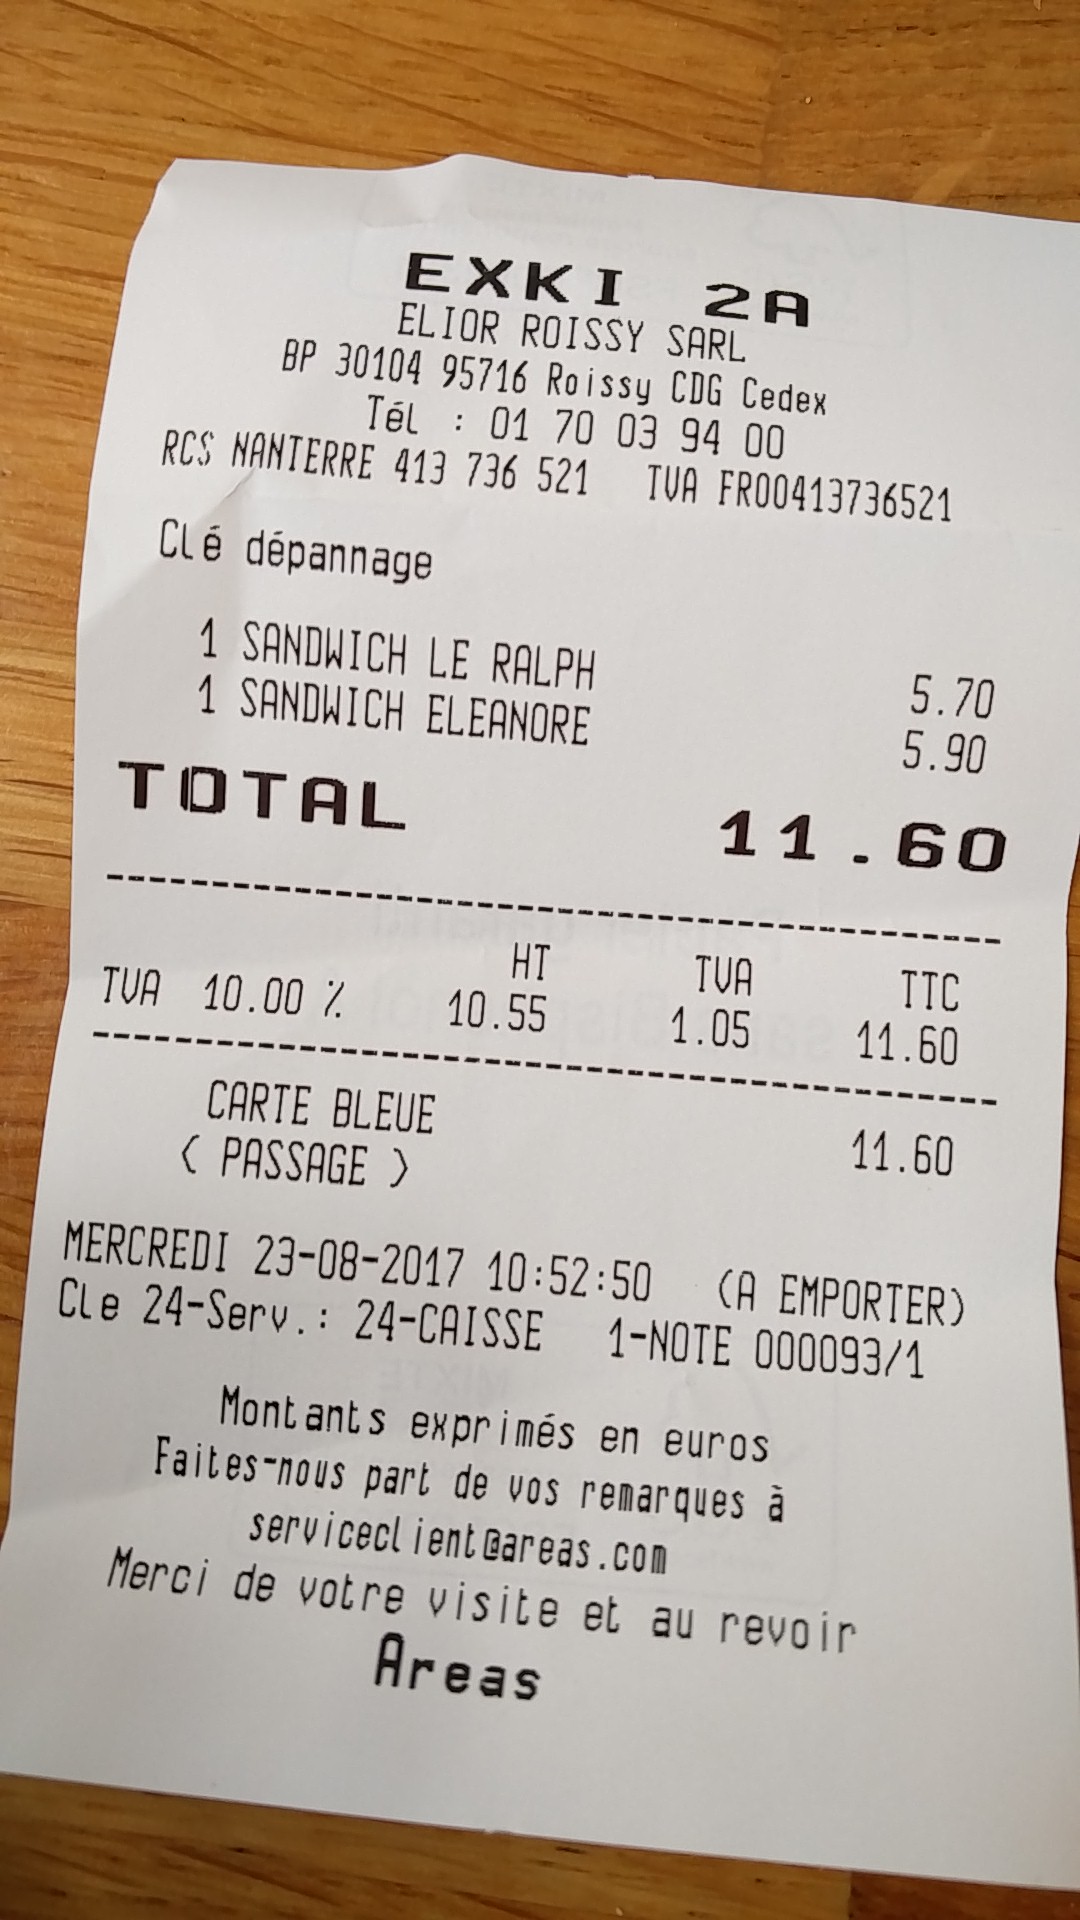 EXKI 2A
ELIOR ROISSY SARL
BP 30104 95716 Roissy CDG Cedex
Tél : 01 70 03 94 00
RCS NANTERRE 413 736 521 TVA FR00413736521
Clé dépannage
1 SANDWICH LE RALPH 5.70
1 SANDWICH ELEANORE 5.90
TOTAL 11.60
HT TVA TTC
TVA 10.00 % 10.55 1.05 11.60
CARTE BLEUE 11.60
( PASSAGE )
MERCREDI 23-08-2017 10:52:50 (A EMPORTER)
Cle 24-Serv.: 24-CAISSE 1-NOTE 000093/1
Montants exprimés en euros
Faites-nous part de vos remarques à
serviceclient@areas.com
Merci de votre visite et au revoir
Areas